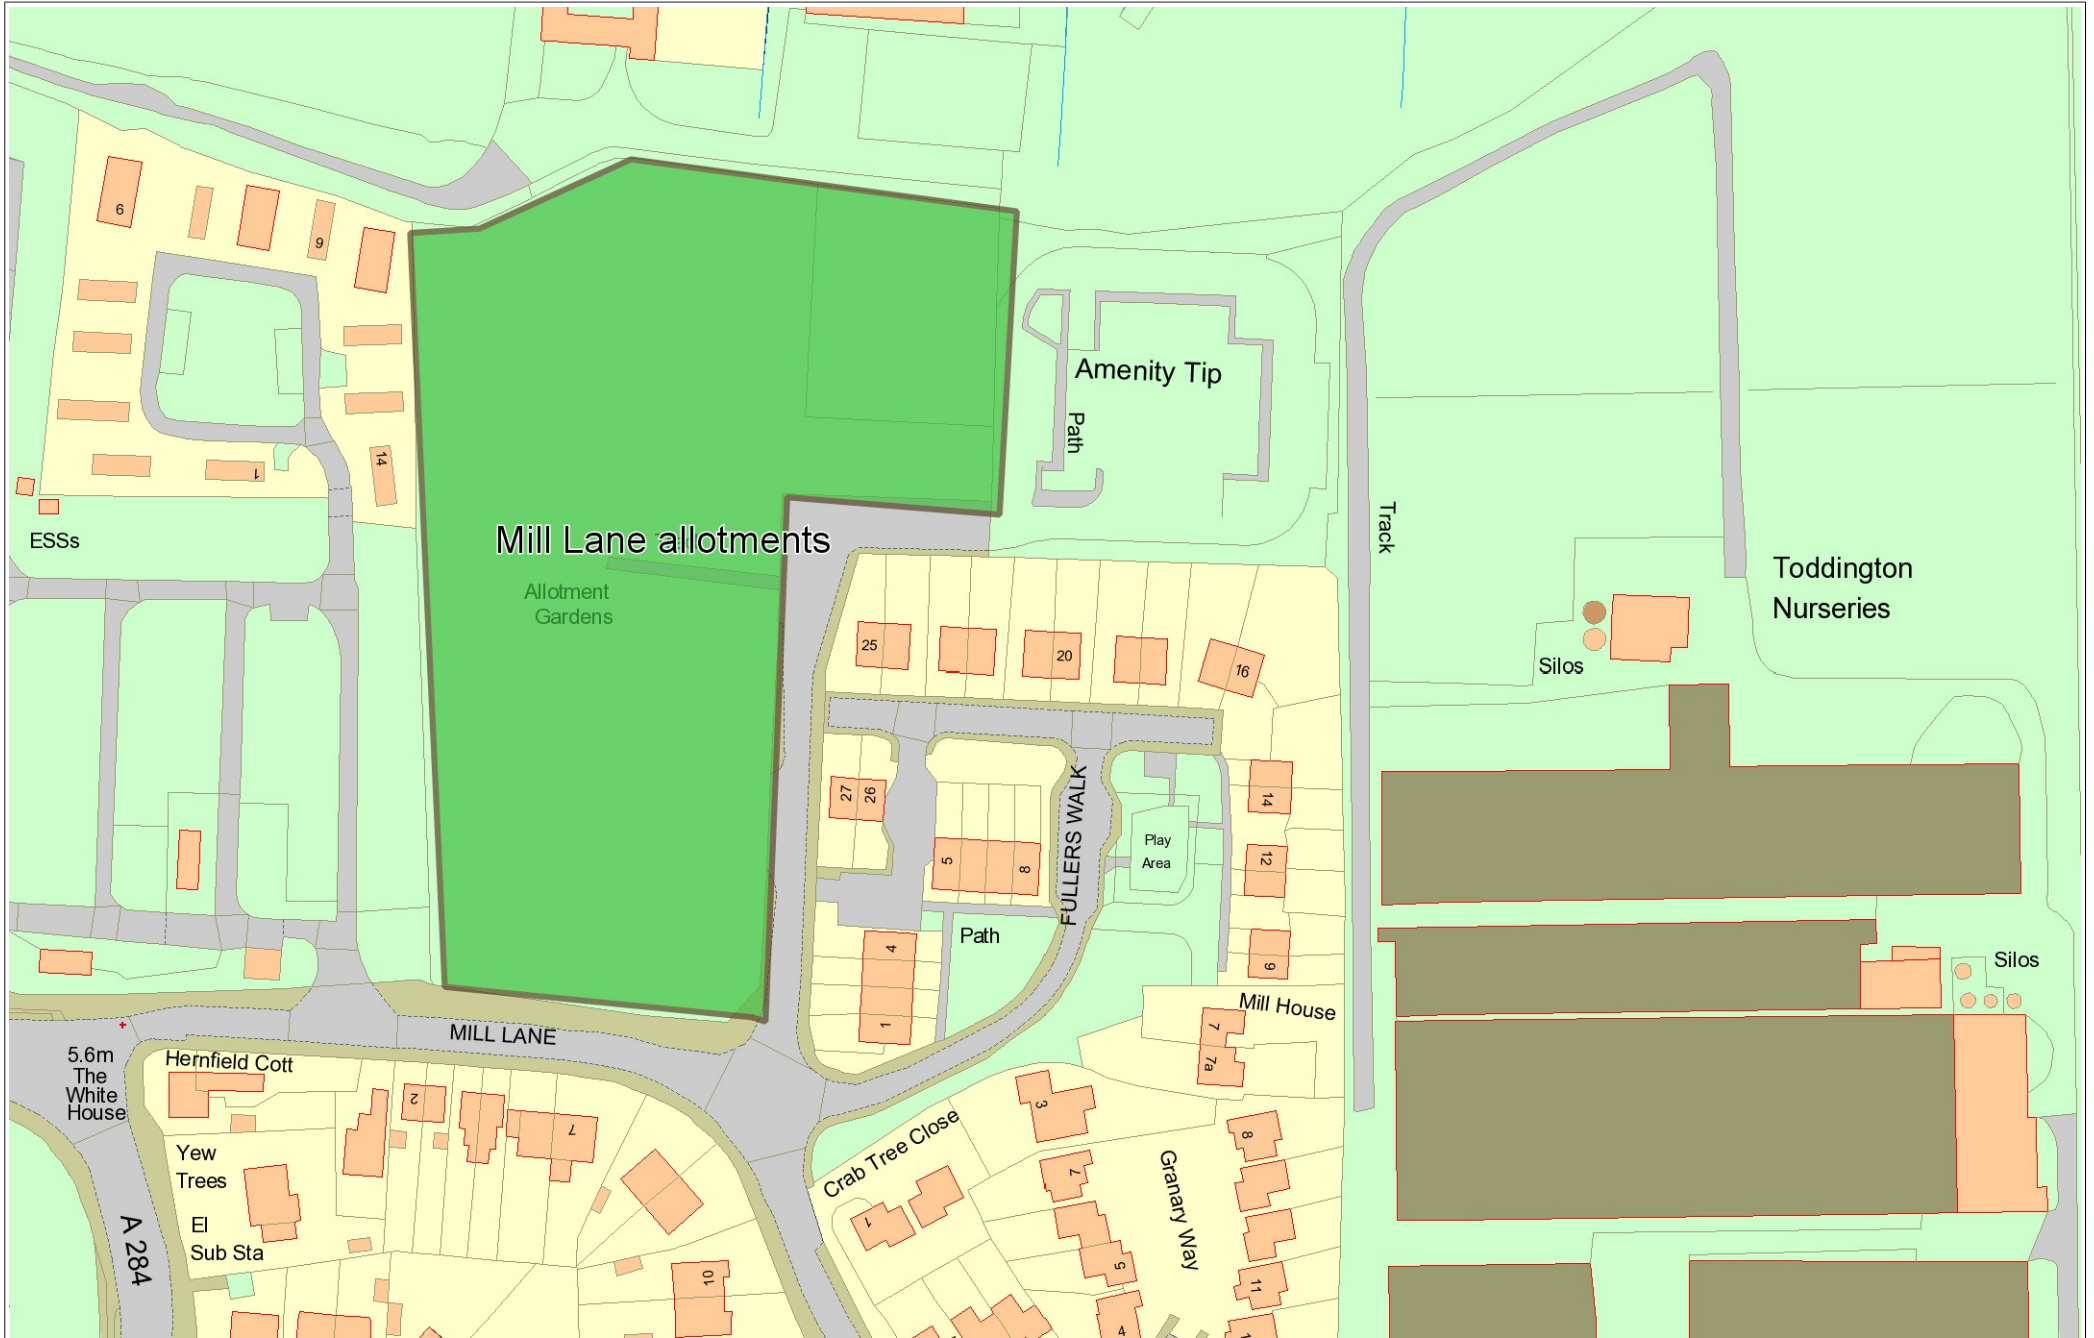 6
9
14
1
ESSs
Amenity Tip
Path
Track
Mill Lane allotments
Allotment
Gardens
Toddington
Nurseries
Silos
25
20
16
27
26
5
8
FULLERS WALK
Play
Area
14
12
9
Path
4
1
Silos
Mill House
7
7a
MILL LANE
5.6m
The
White
House
Hernfield Cott
2
7
Yew
Trees
El
Sub Sta
A 284
10
Crab Tree Close
1
3
7
5
4
Granary Way
8
11